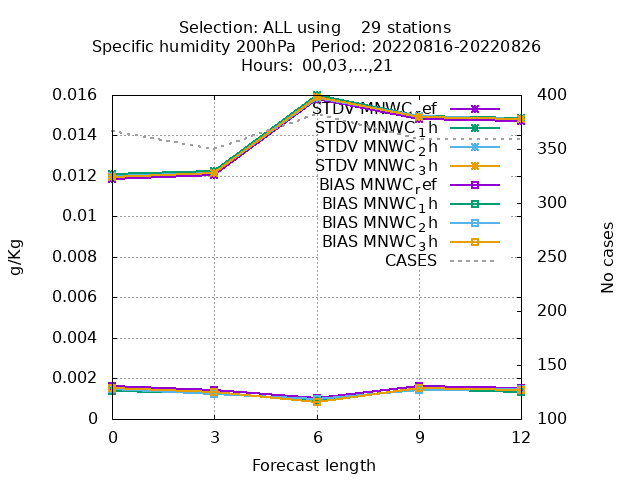 Selection: ALL using    29 stations
Specific humidity 200hPa   Period: 20220816-20220826
Hours: 00,03,...,21
0.016
0.014
0.012
0.01
0.008
0.006
0.004
0.002
0
g/Kg
400
350
300
250
200
150
100
No cases
STDV MNWC_ref
STDV MNWC_1h
STDV MNWC_2h
STDV MNWC_3h
BIAS MNWC_ref
BIAS MNWC_1h
BIAS MNWC_2h
BIAS MNWC_3h
CASES
0 3 6 9 12
Forecast length